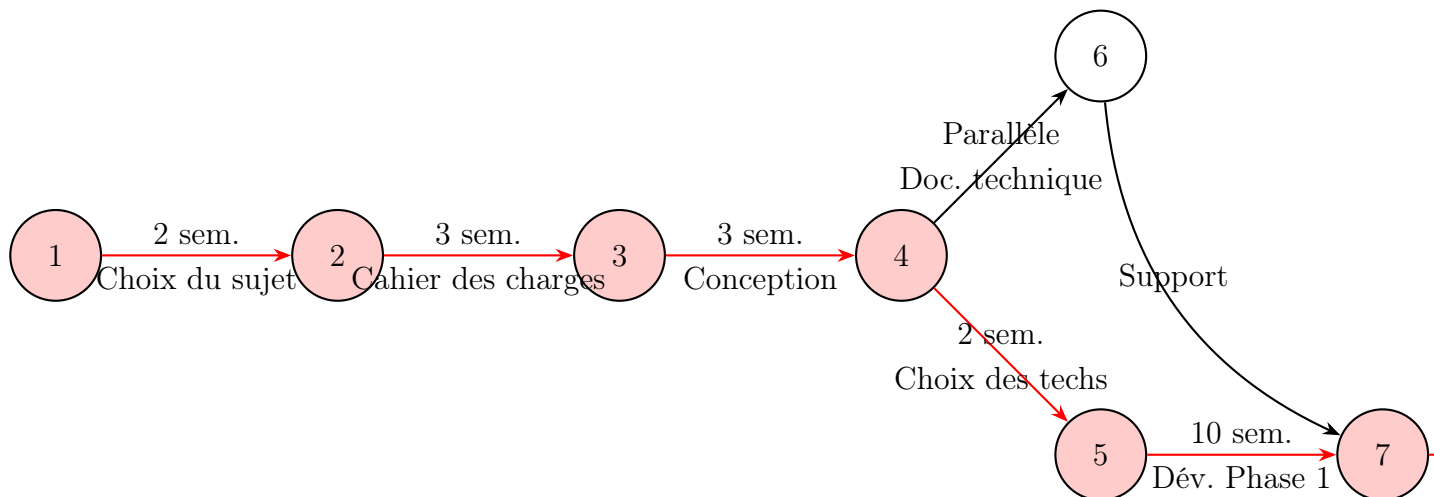 6
Parallèle
Doc. technique
1
2 sem.
Choix du sujet
2
3 sem.
Cahier des charges
3
3 sem.
Conception
4
Support
2 sem.
Choix des techs
5
10 sem.
Dév. Phase 1
7